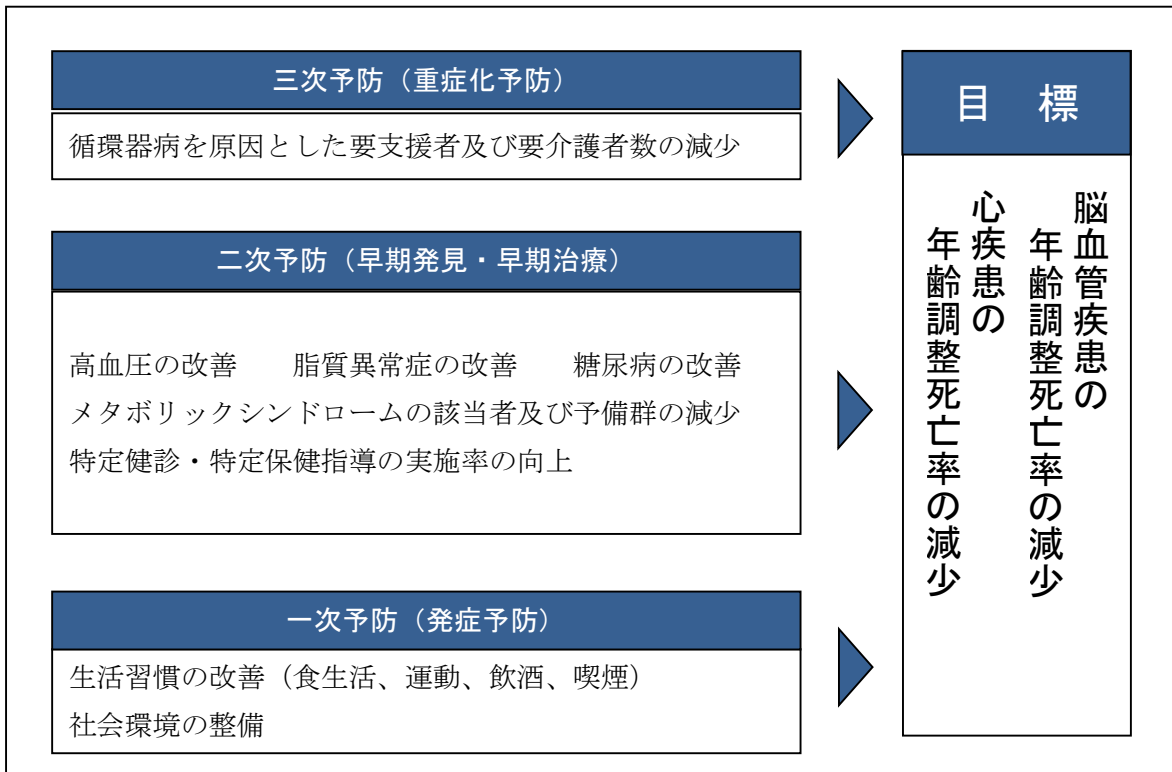 三次予防（重症化予防）
循環器病を原因とした要支援者及び要介護者数の減少
二次予防（早期発見・早期治療）
高血圧の改善　　脂質異常症の改善　　糖尿病の改善
メタボリックシンドロームの該当者及び予備群の減少
特定健診・特定保健指導の実施率の向上
一次予防（発症予防）
生活習慣の改善（食生活、運動、飲酒、喫煙）
社会環境の整備
目　標
脳血管疾患の
年齢調整死亡率の減少
心疾患の
年齢調整死亡率の減少